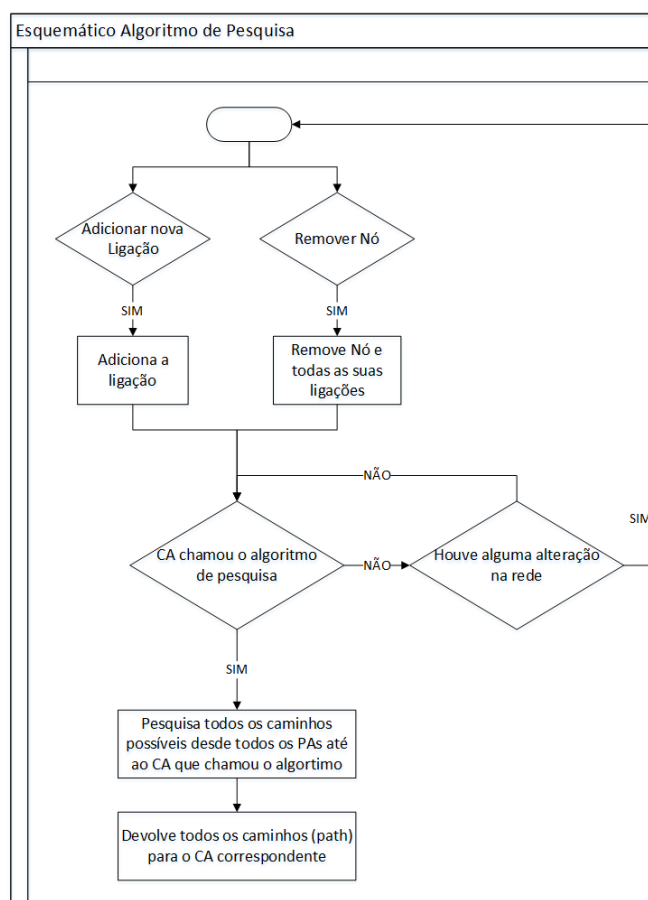 Esquemático Algoritmo de Pesquisa
Adicionar nova
Ligação
Remover Nó
SIM
SIM
Adiciona a
ligação
Remove Nó e
todas as suas
ligações
NÃO
CA chamou o algoritmo
de pesquisa
NÃO
Houve alguma alteração
na rede
SIM
SIM
Pesquisa todos os caminhos
possíveis desde todos os PAs até
ao CA que chamou o algortimo
Devolve todos os caminhos (path)
para o CA correspondente